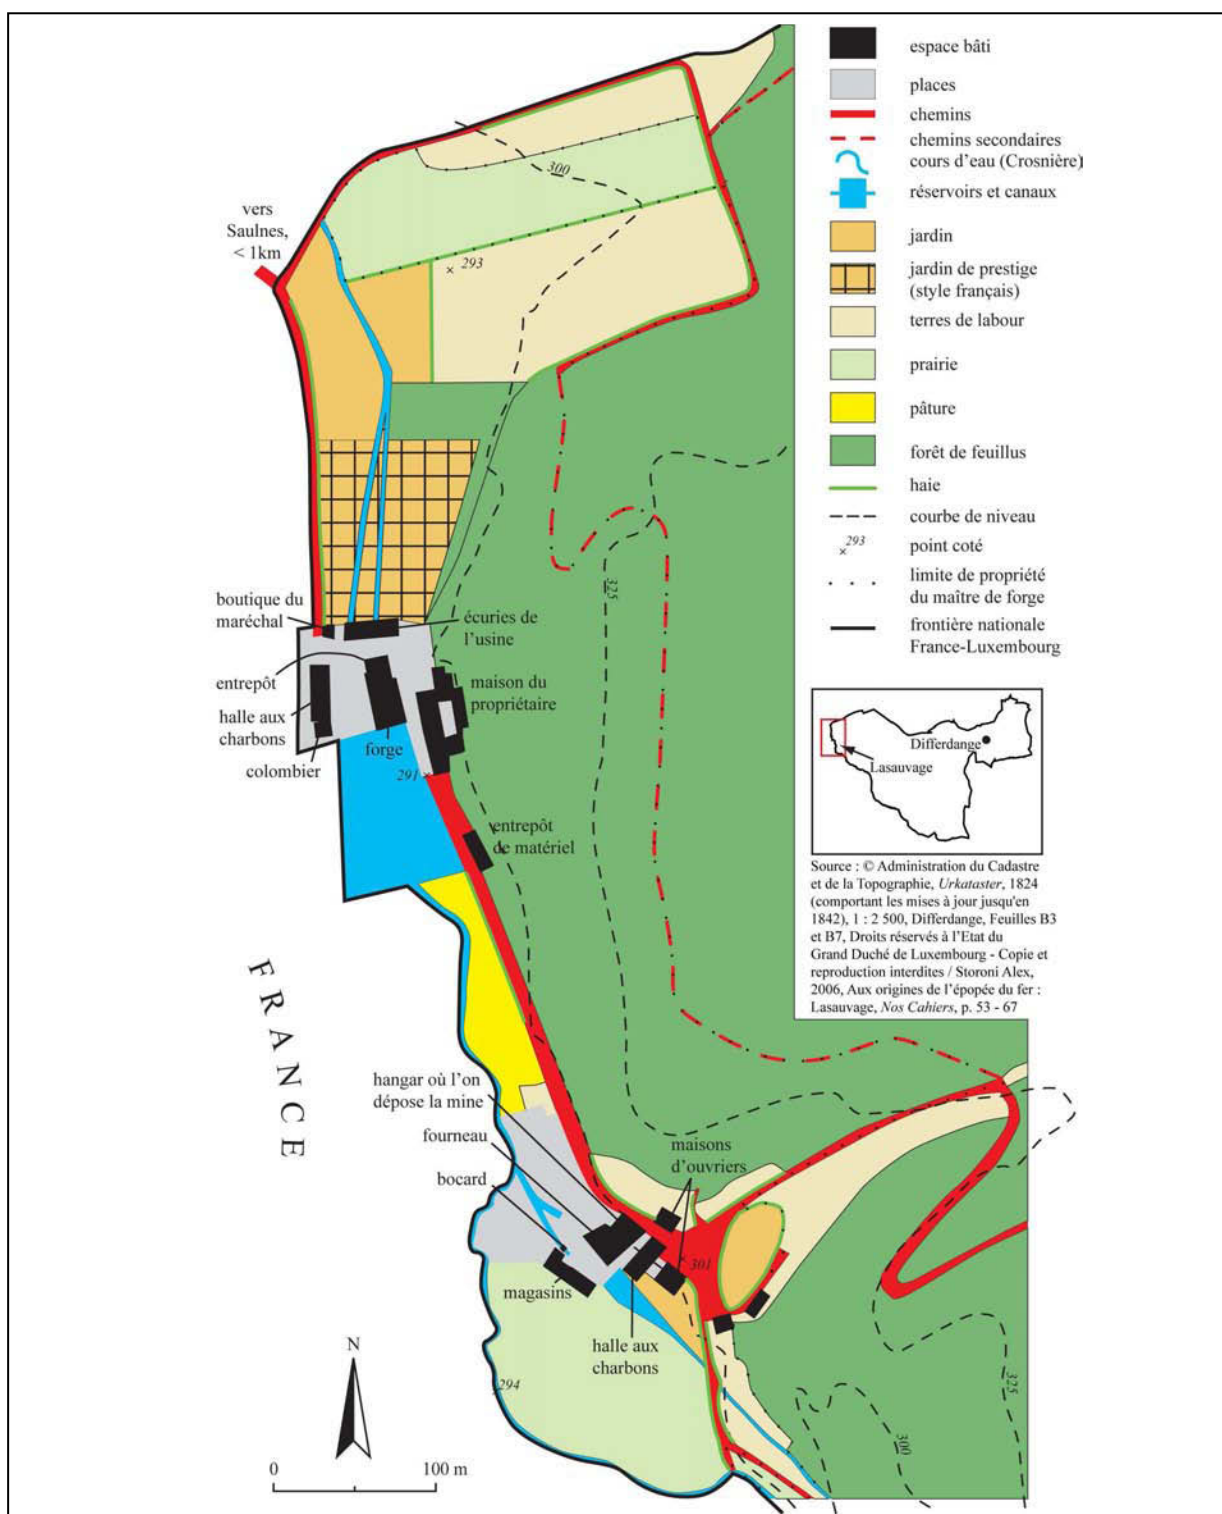 espace bâti
places
chemins
chemins secondaires
cours d'eau (Crosnière)
réservoirs et canaux
jardin
jardin de prestige
(style français)
terres de labour
prairie
pâture
forêt de feuillus
haie
courbe de niveau
293
point coté
limite de propriété
du maître de forge
frontière nationale
France-Luxembourg
300
vers
Saulnes,
< 1km
293
325
boutique du
maréchal
écuries de
l'usine
entrepôt
maison du
propriétaire
halle aux
charbons
forge
colombier
291
entrepôt
de matériel
Differdange
Lasauvage
Source : © Administration du Cadastre
et de la Topographie, Urkataster, 1824
(comportant les mises à jour jusqu'en
1842), 1 : 2 500, Differdange, Feuilles B3
et B7, Droits réservés à l'Etat du
Grand Duché de Luxembourg - Copie et
reproduction interdites / Storoni Alex,
2006, Aux origines de l'épopée du fer :
Lasauvage, Nos Cahiers, p. 53 - 67
FRANCE
hangar où l'on
dépose la mine
fourneau
bocard
maisons
d'ouvriers
301
magasins
halle aux
charbons
294
325
300
N
0
100 m